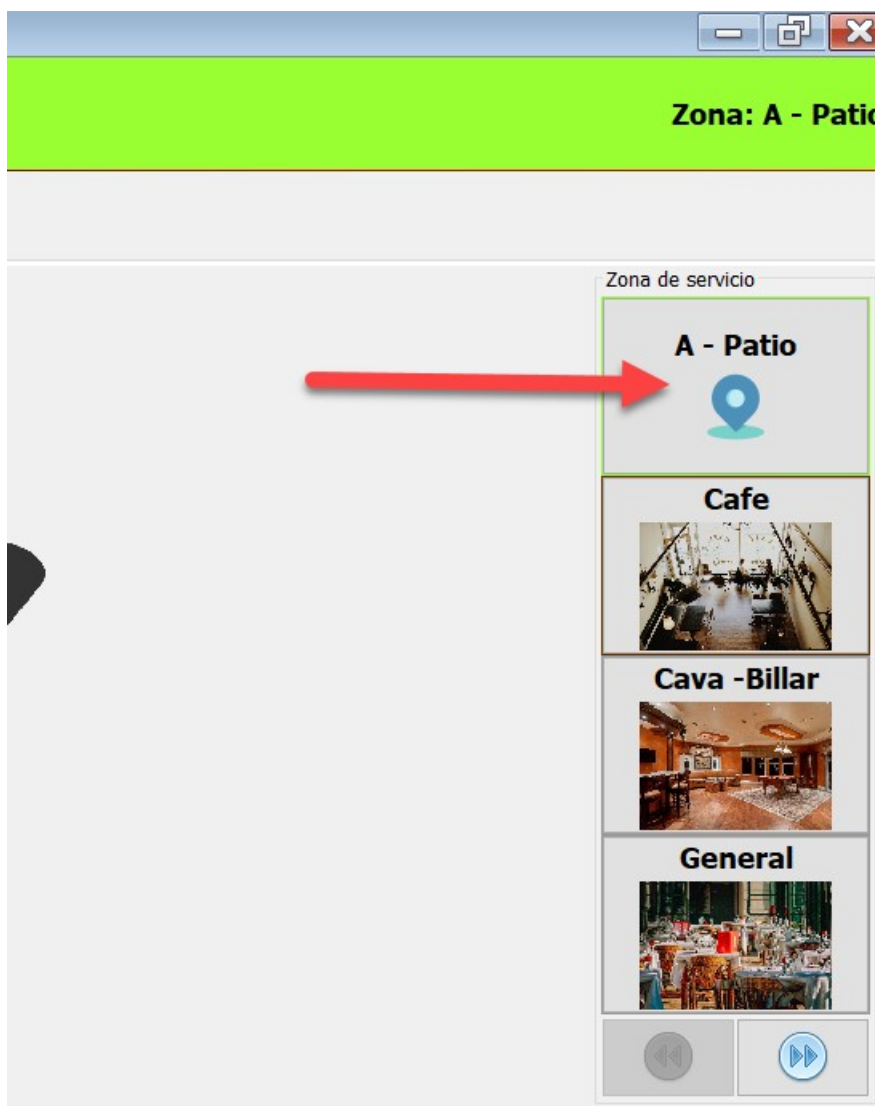 Zona: A - Patio
Zona de servicio
A - Patio
Cafe
Cava -Billar
General